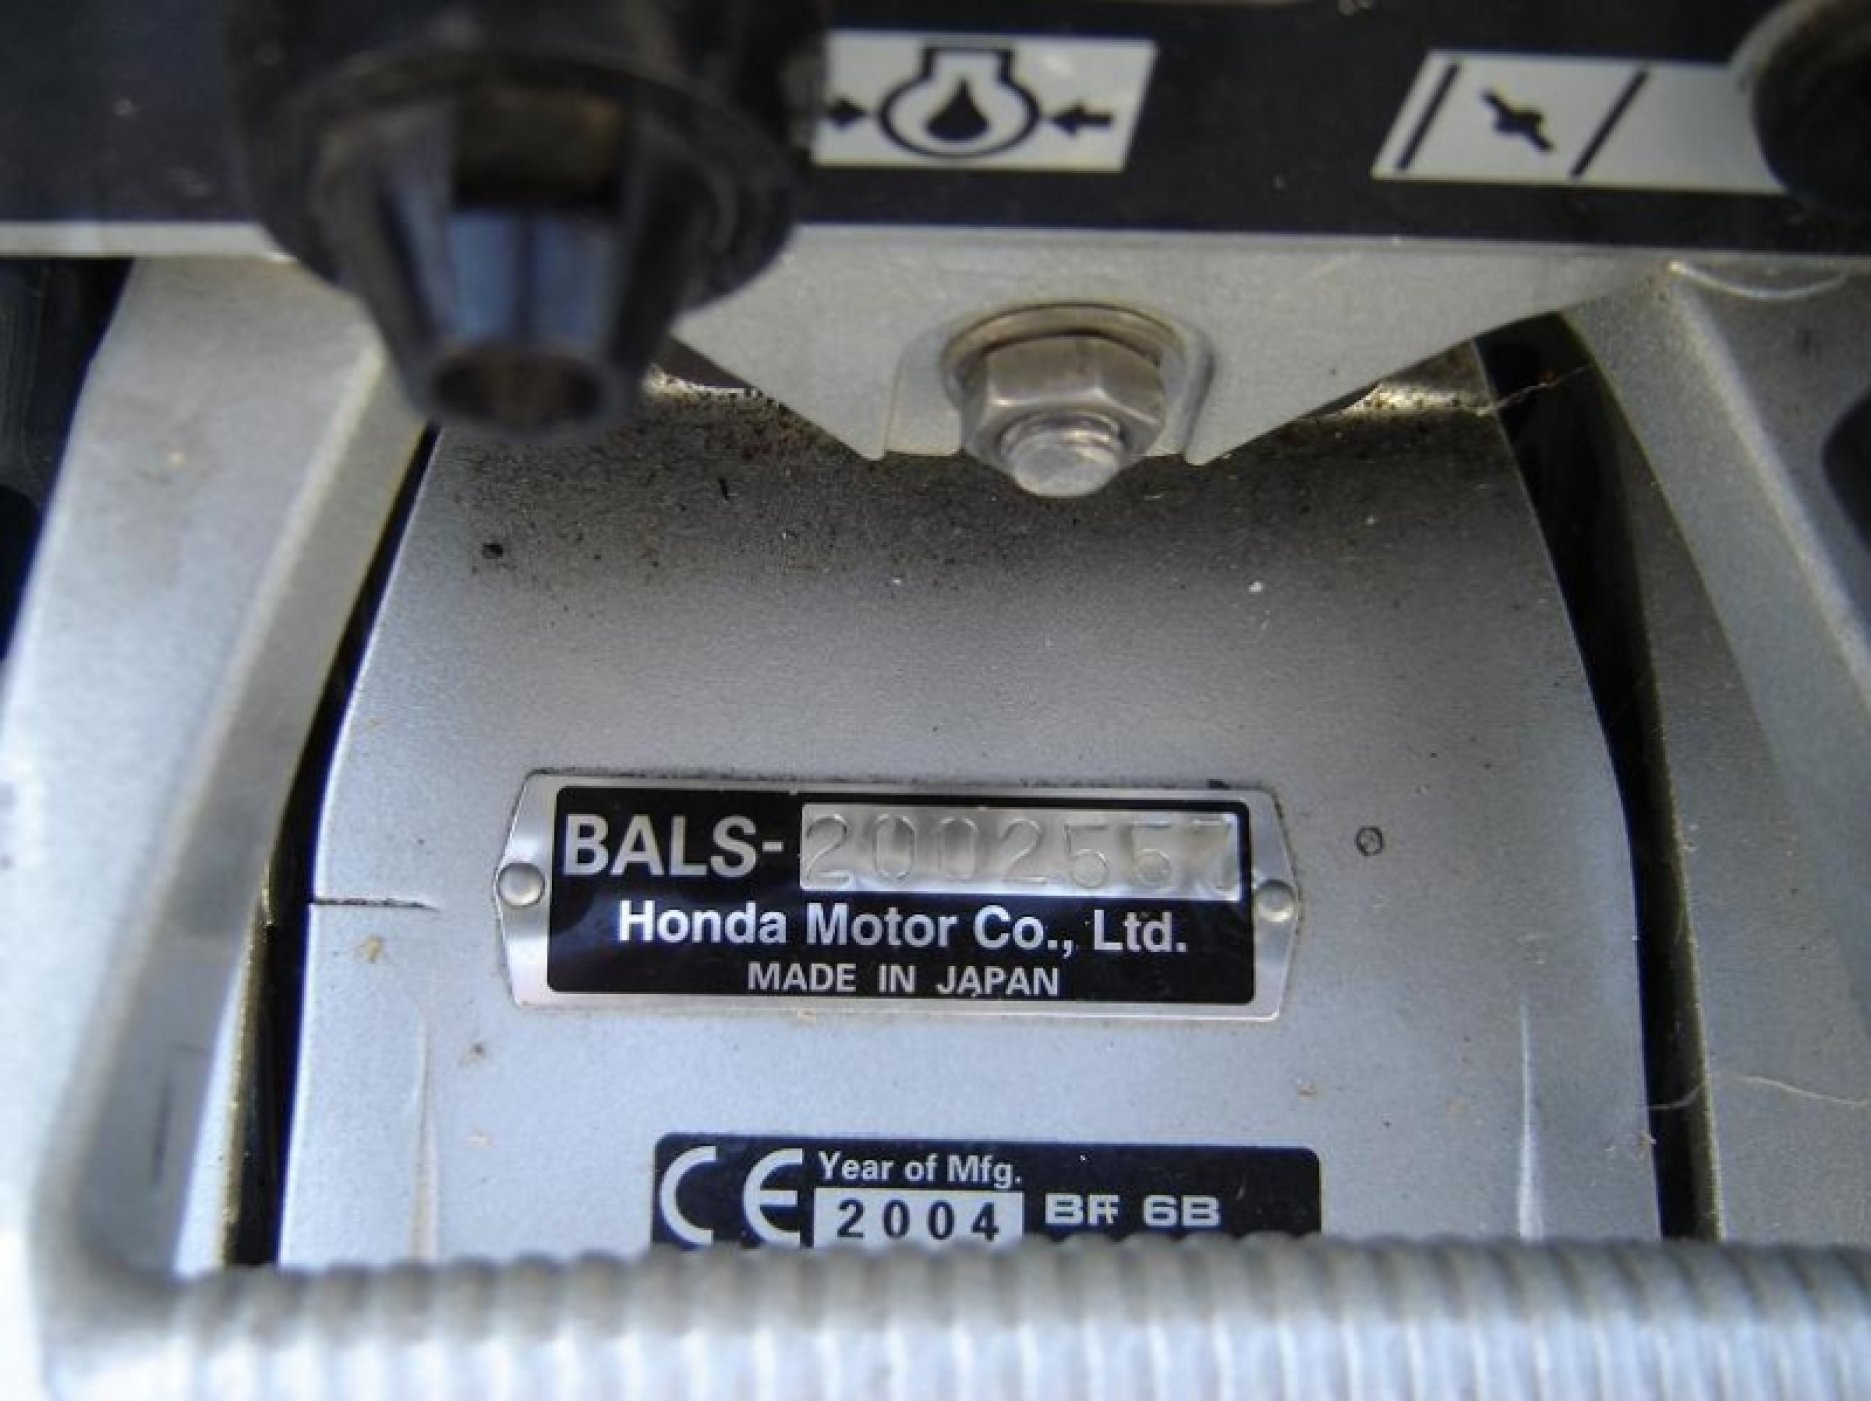 BALS-2002557
Honda Motor Co., Ltd.
MADE IN JAPAN
CE Year of Mfg.
2004 BF 6B